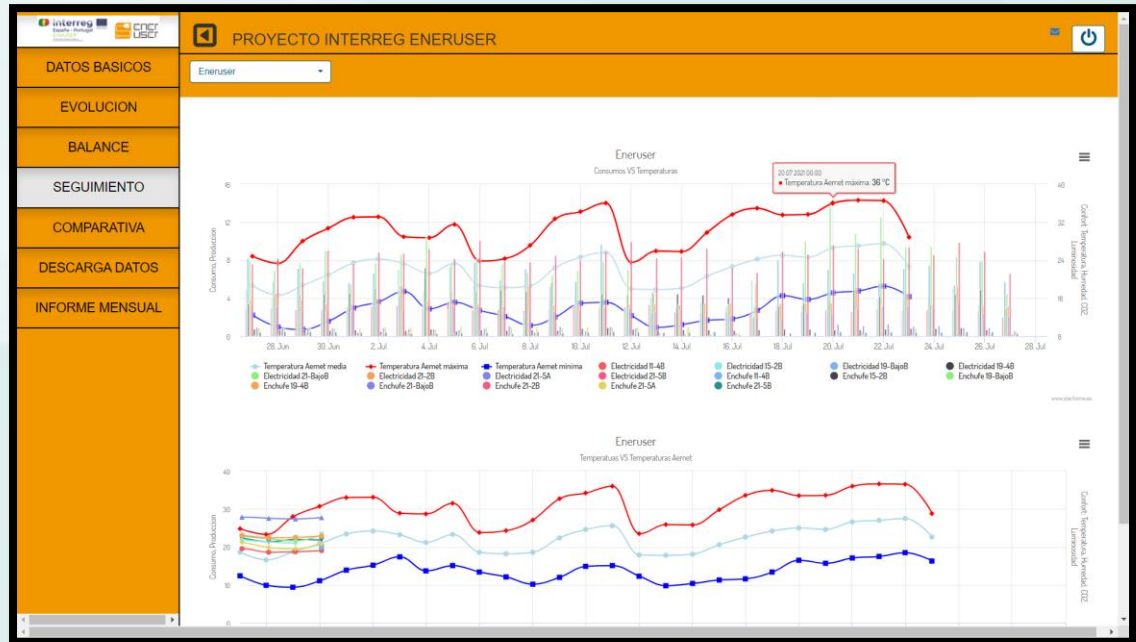 Interreg
España - Portugal
ener
user
PROYECTO INTERREG ENERUSER
Eneruser
DATOS BASICOS
EVOLUCION
BALANCE
SEGUIMIENTO
COMPARATIVA
DESCARGA DATOS
INFORME MENSUAL
Eneruser
Consumos VS Temperaturas
20.07.2021 00:00
Temperatura Aemet máxima: 36 °C
16
12
8
4
0
Consumo, Produccion
40
32
24
16
8
Confort: Temperatura, Humedad, CO2,
Luminosidad
28. Jun 30. Jun 2. Jul 4. Jul 6. Jul 8. Jul 10. Jul 12. Jul 14. Jul 16. Jul 18. Jul 20. Jul 22. Jul 24. Jul 26. Jul 28. Jul
Temperatura Aemet media Temperatura Aemet máxima Temperatura Aemet mínima Electricidad 11-4B Electricidad 15-2B Electricidad 19-BajoB Electricidad 19-4B
Electricidad 21-BajoB Electricidad 21-2B Electricidad 21-5A Electricidad 21-5B Enchufe 11-4B Enchufe 15-2B Enchufe 19-BajoB
Enchufe 19-4B Enchufe 21-BajoB Enchufe 21-2B Enchufe 21-5A Enchufe 21-5B
Eneruser
Temperatuas VS Temperaturas Aemet
40
30
20
10
0
Consumo, Produccion
Confort: Temperatura, Humedad, CO2,
Luminosidad